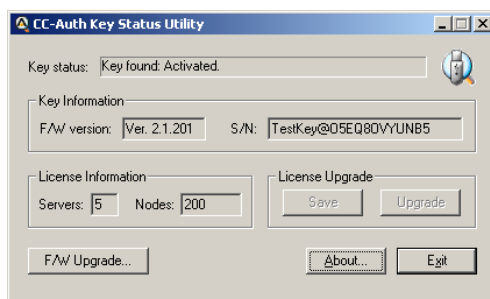 CC-Auth Key Status Utility
Key status: Key found: Activated.
Key Information
F/W version: Ver. 2.1.201 S/N: TestKey@O5EQ8OVYUNB5
License Information
Servers: 5 Nodes: 200
License Upgrade
Save Upgrade
F/W Upgrade... About... Exit